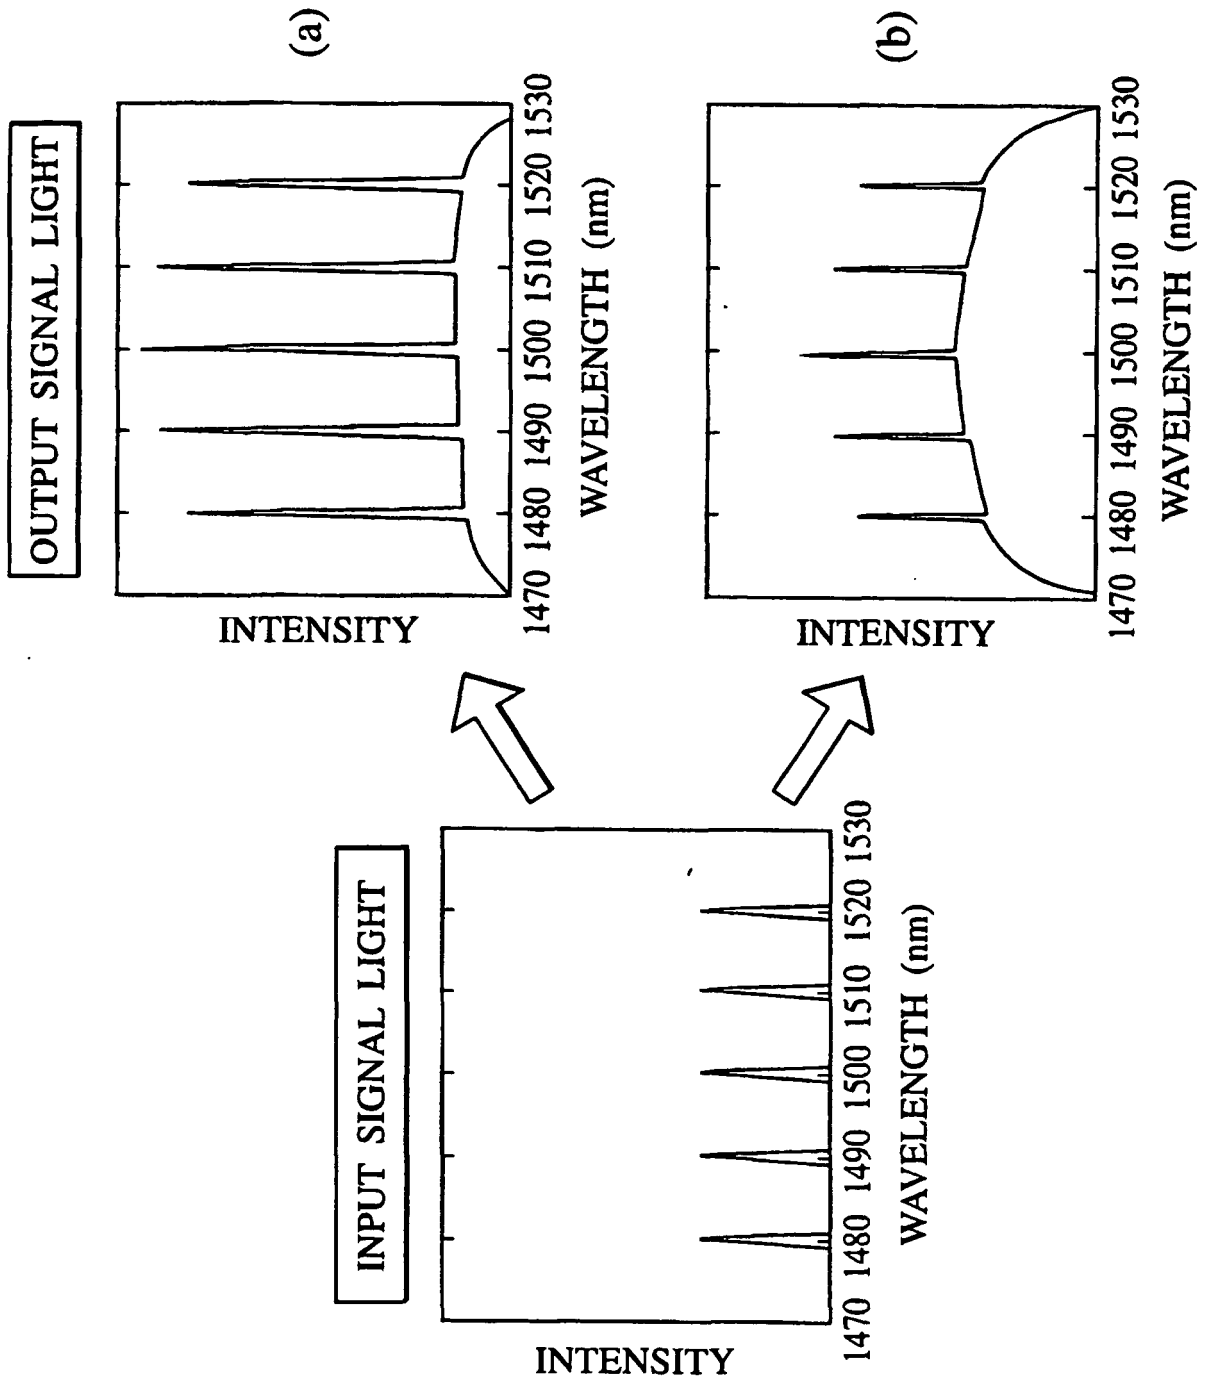 INPUT SIGNAL LIGHT
INTENSITY
1470 1480 1490 1500 1510 1520 1530
WAVELENGTH (nm)
OUTPUT SIGNAL LIGHT
INTENSITY
1470 1480 1490 1500 1510 1520 1530
WAVELENGTH (nm)
(a)
INTENSITY
1470 1480 1490 1500 1510 1520 1530
WAVELENGTH (nm)
(b)